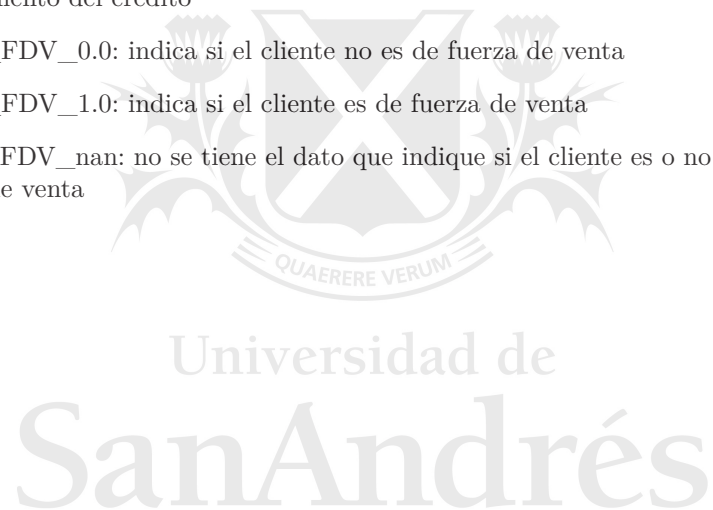 del crédito
FDV_0.0: indica si el cliente no es de fuerza de venta
FDV_1.0: indica si el cliente es de fuerza de venta
FDV_nan: no se tiene el dato que indique si el cliente es o no
e venta
QUAERERE VERUM
Universidad de
SanAndrés